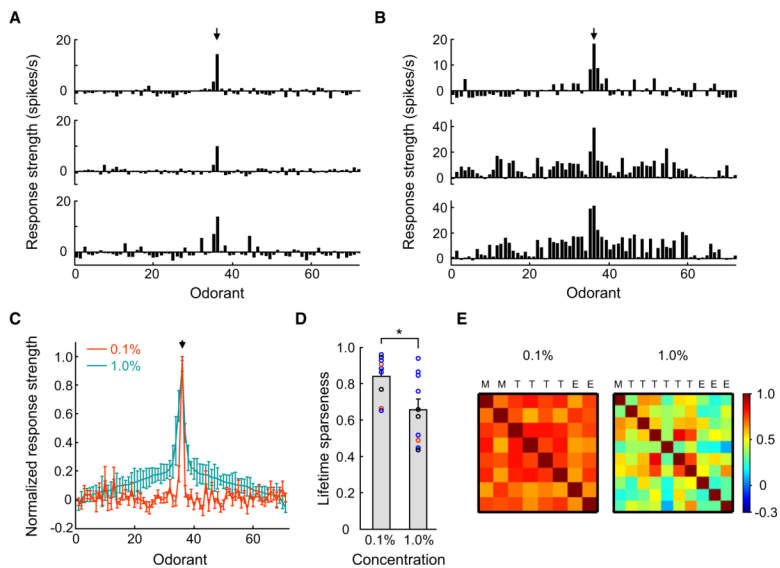 A
Response strength (spikes/s)
20
0
20
0
20
0
0 20 40 60
Odorant
B
Response strength (spikes/s)
20
0
40
20
0
40
20
0
0 20 40 60
Odorant
C
Normalized response strength
0.1%
1.0%
1.0
0.8
0.6
0.4
0.2
0
-0.2
0 20 40 60
Odorant
D
*
Lifetime sparseness
1.0
0.8
0.6
0.4
0.2
0
0.1% 1.0%
Concentration
E
0.1% 1.0%
M M T T T T E E
M T T T T T T E E E
1.0
0
-0.3